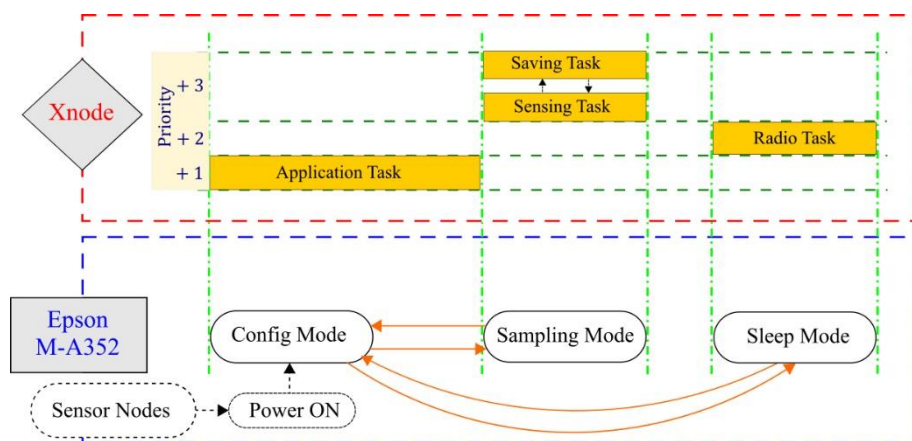 Saving Task
+ 3
Sensing Task
Xnode
Priority
+ 2
Radio Task
+ 1
Application Task
Epson
M-A352
Config Mode
Sampling Mode
Sleep Mode
Sensor Nodes
Power ON